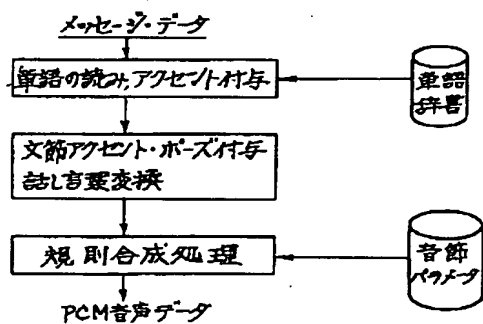 メッセージ・データ
単語の読み,アクセント付与
単語
辞書
文節アクセント・ポーズ付与
話し言葉変換
規則合成処理
音節
パラメータ
PCM音声データ